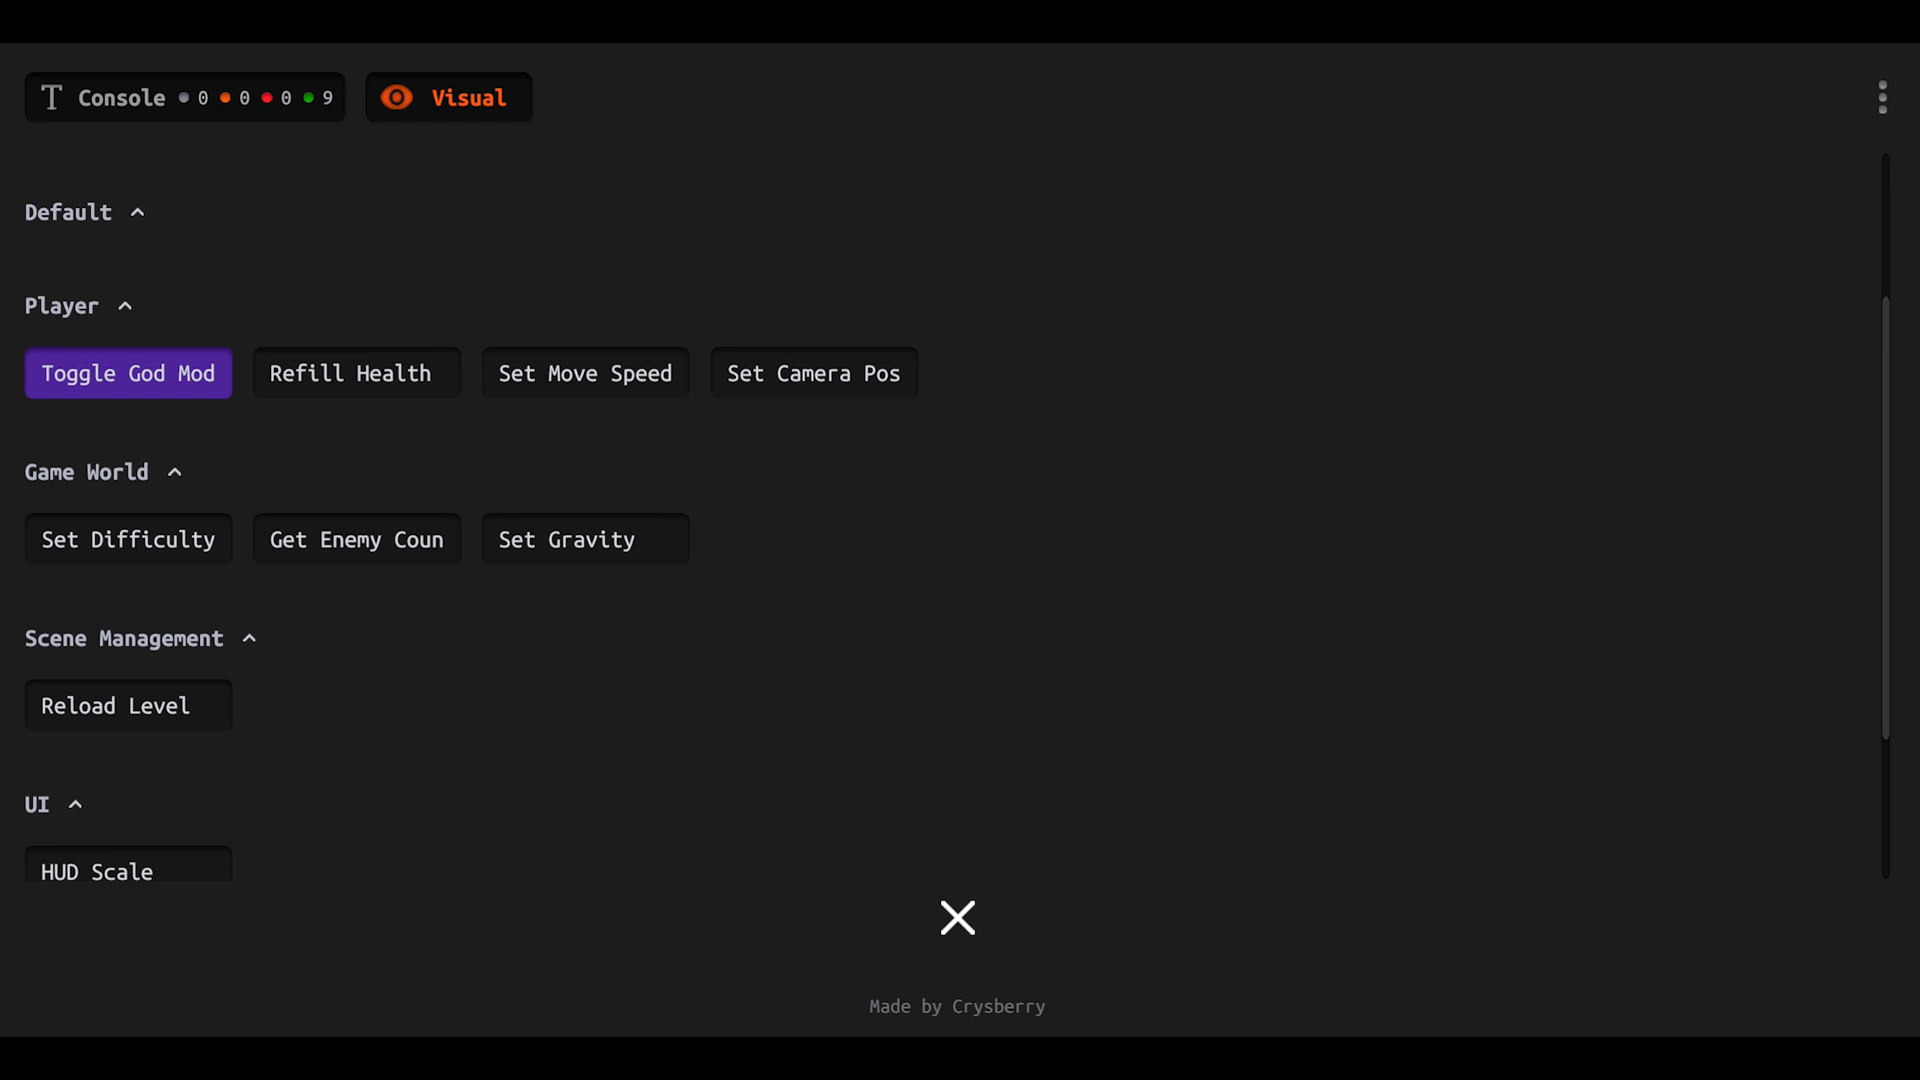 Console 0 0 0 9 Visual
Default
Player
Toggle God Mod Refill Health Set Move Speed Set Camera Pos
Game World
Set Difficulty Get Enemy Coun Set Gravity
Scene Management
Reload Level
UI
HUD Scale
Made by Crysberry